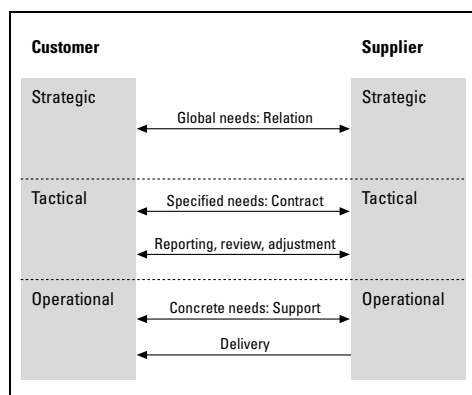 Customer
Supplier
Strategic
Strategic
Global needs: Relation
Tactical
Specified needs: Contract
Tactical
Reporting, review, adjustment
Operational
Operational
Concrete needs: Support
Delivery